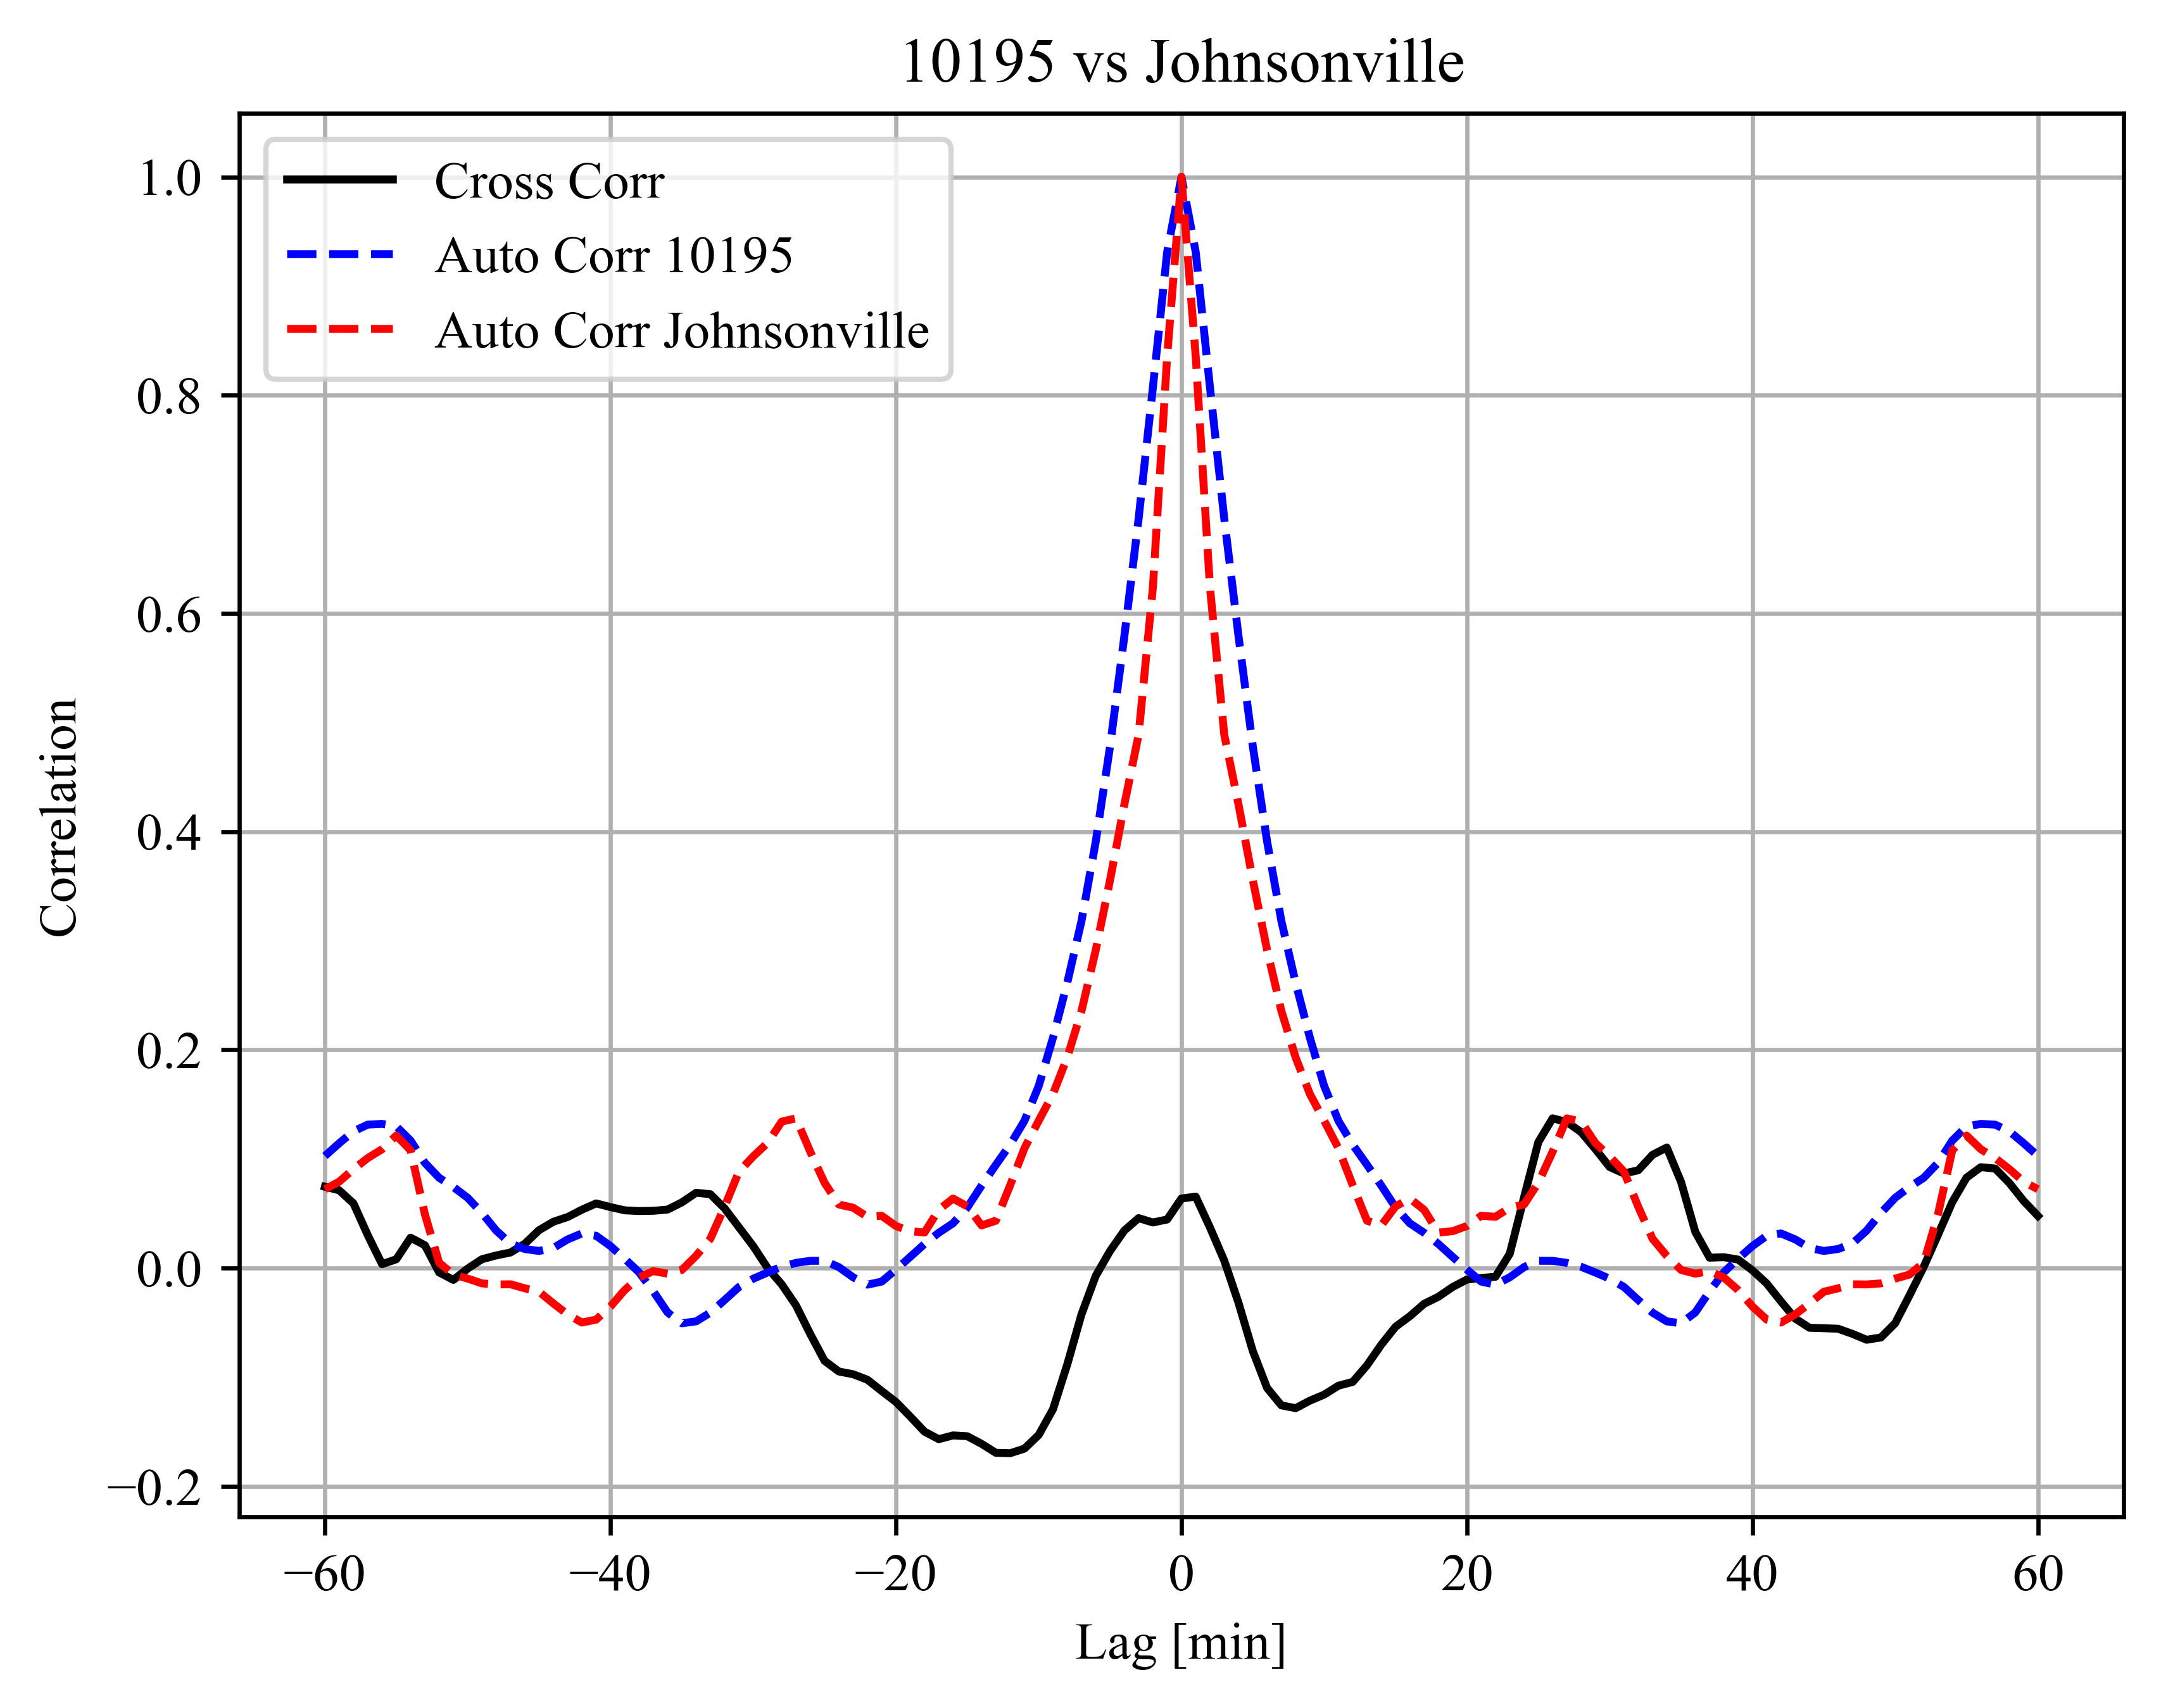 10195 vs Johnsonville
Cross Corr
Auto Corr 10195
Auto Corr Johnsonville
Correlation
1.0
0.8
0.6
0.4
0.2
0.0
−0.2
−60 −40 −20 0 20 40 60
Lag [min]